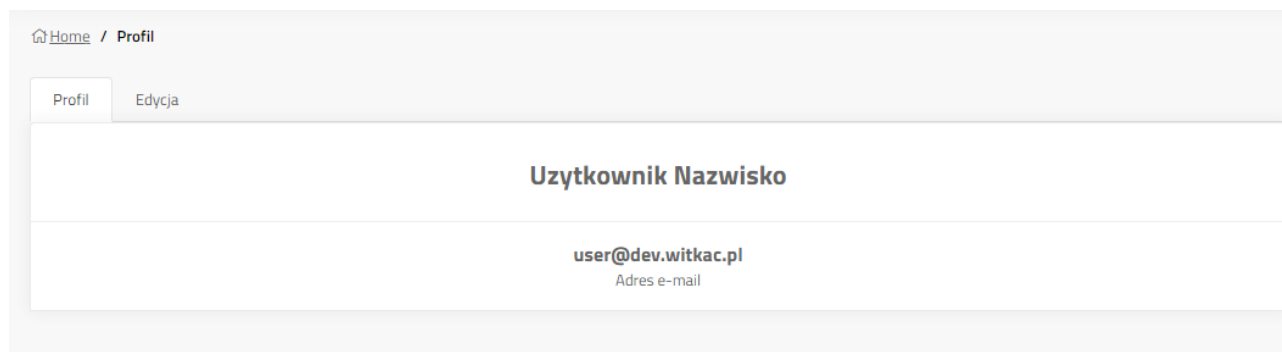 Home / Profil
Profil Edycja
Uzytkownik Nazwisko
user@dev.witkac.pl
Adres e-mail